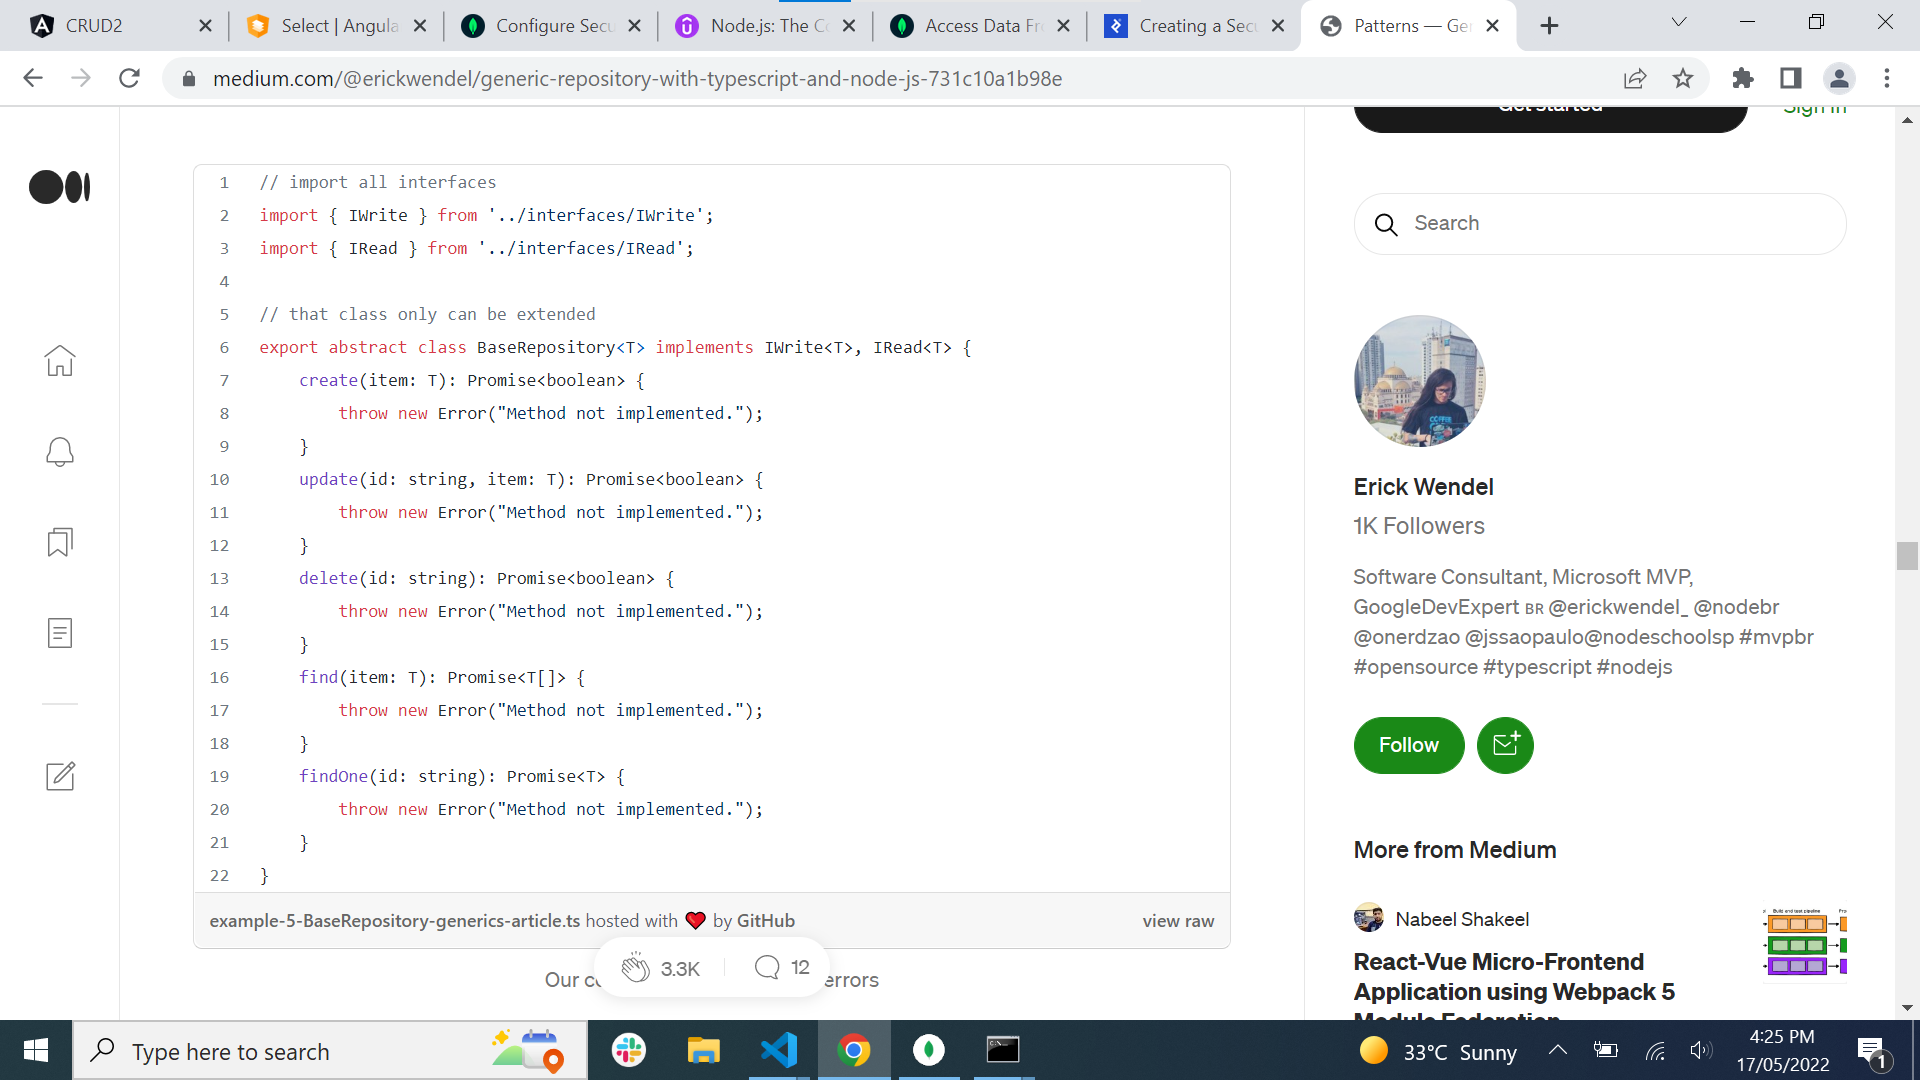 CRUD2
Select | Angula
Configure Secu
Node.js: The Co
Access Data Fro
Creating a Secu
Patterns — Ge
medium.com/@erickwendel/generic-repository-with-typescript-and-node-js-731c10a1b98e
Get started
Sign In
1 // import all interfaces
2 import { IWrite } from '../interfaces/IWrite';
3 import { IRead } from '../interfaces/IRead';
4
5 // that class only can be extended
6 export abstract class BaseRepository<T> implements IWrite<T>, IRead<T> {
7 create(item: T): Promise<boolean> {
8 throw new Error("Method not implemented.");
9 }
10 update(id: string, item: T): Promise<boolean> {
11 throw new Error("Method not implemented.");
12 }
13 delete(id: string): Promise<boolean> {
14 throw new Error("Method not implemented.");
15 }
16 find(item: T): Promise<T[]> {
17 throw new Error("Method not implemented.");
18 }
19 findOne(id: string): Promise<T> {
20 throw new Error("Method not implemented.");
21 }
22 }
example-5-BaseRepository-generics-article.ts hosted with ❤ by GitHub
view raw
3.3K
12
Our
errors
Search
Erick Wendel
1K Followers
Software Consultant, Microsoft MVP,
GoogleDevExpert BR @erickwendel_ @nodebr
@onerdzao @jssaopaulo@nodeschoolsp #mvpbr
#opensource #typescript #nodejs
Follow
More from Medium
Nabeel Shakeel
React-Vue Micro-Frontend
Application using Webpack 5
Module Federation
Type here to search
33°C Sunny
4:25 PM
17/05/2022
1